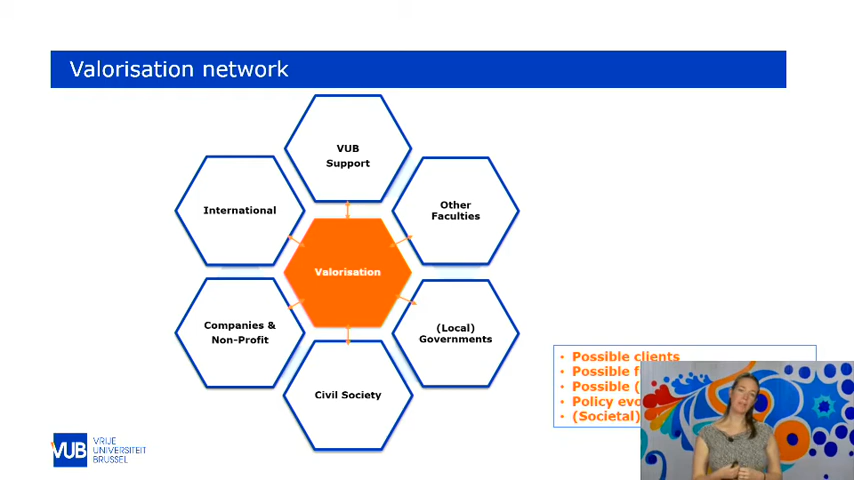 Valorisation network
VUB
Support
International
Other
Faculties
Valorisation
Companies &
Non-Profit
(Local)
Governments
Civil Society
• Possible clients
• Possible
• Possible (
• Policy
• (Societal)
VUB
VRIJE
UNIVERSITEIT
BRUSSEL